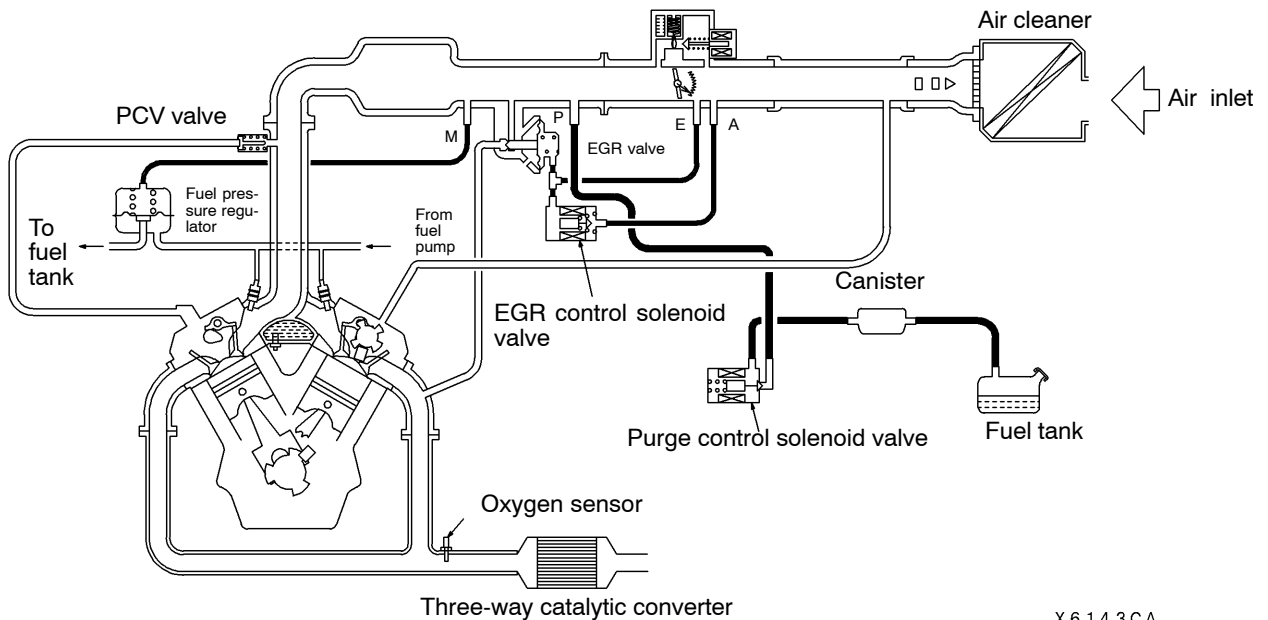 Air cleaner
Air inlet
PCV valve
M
P
E
A
EGR valve
Fuel pres-
sure regu-
lator
To
fuel
tank
From
fuel
pump
EGR control solenoid
valve
Canister
Purge control solenoid valve
Fuel tank
Oxygen sensor
Three-way catalytic converter
X6143CA